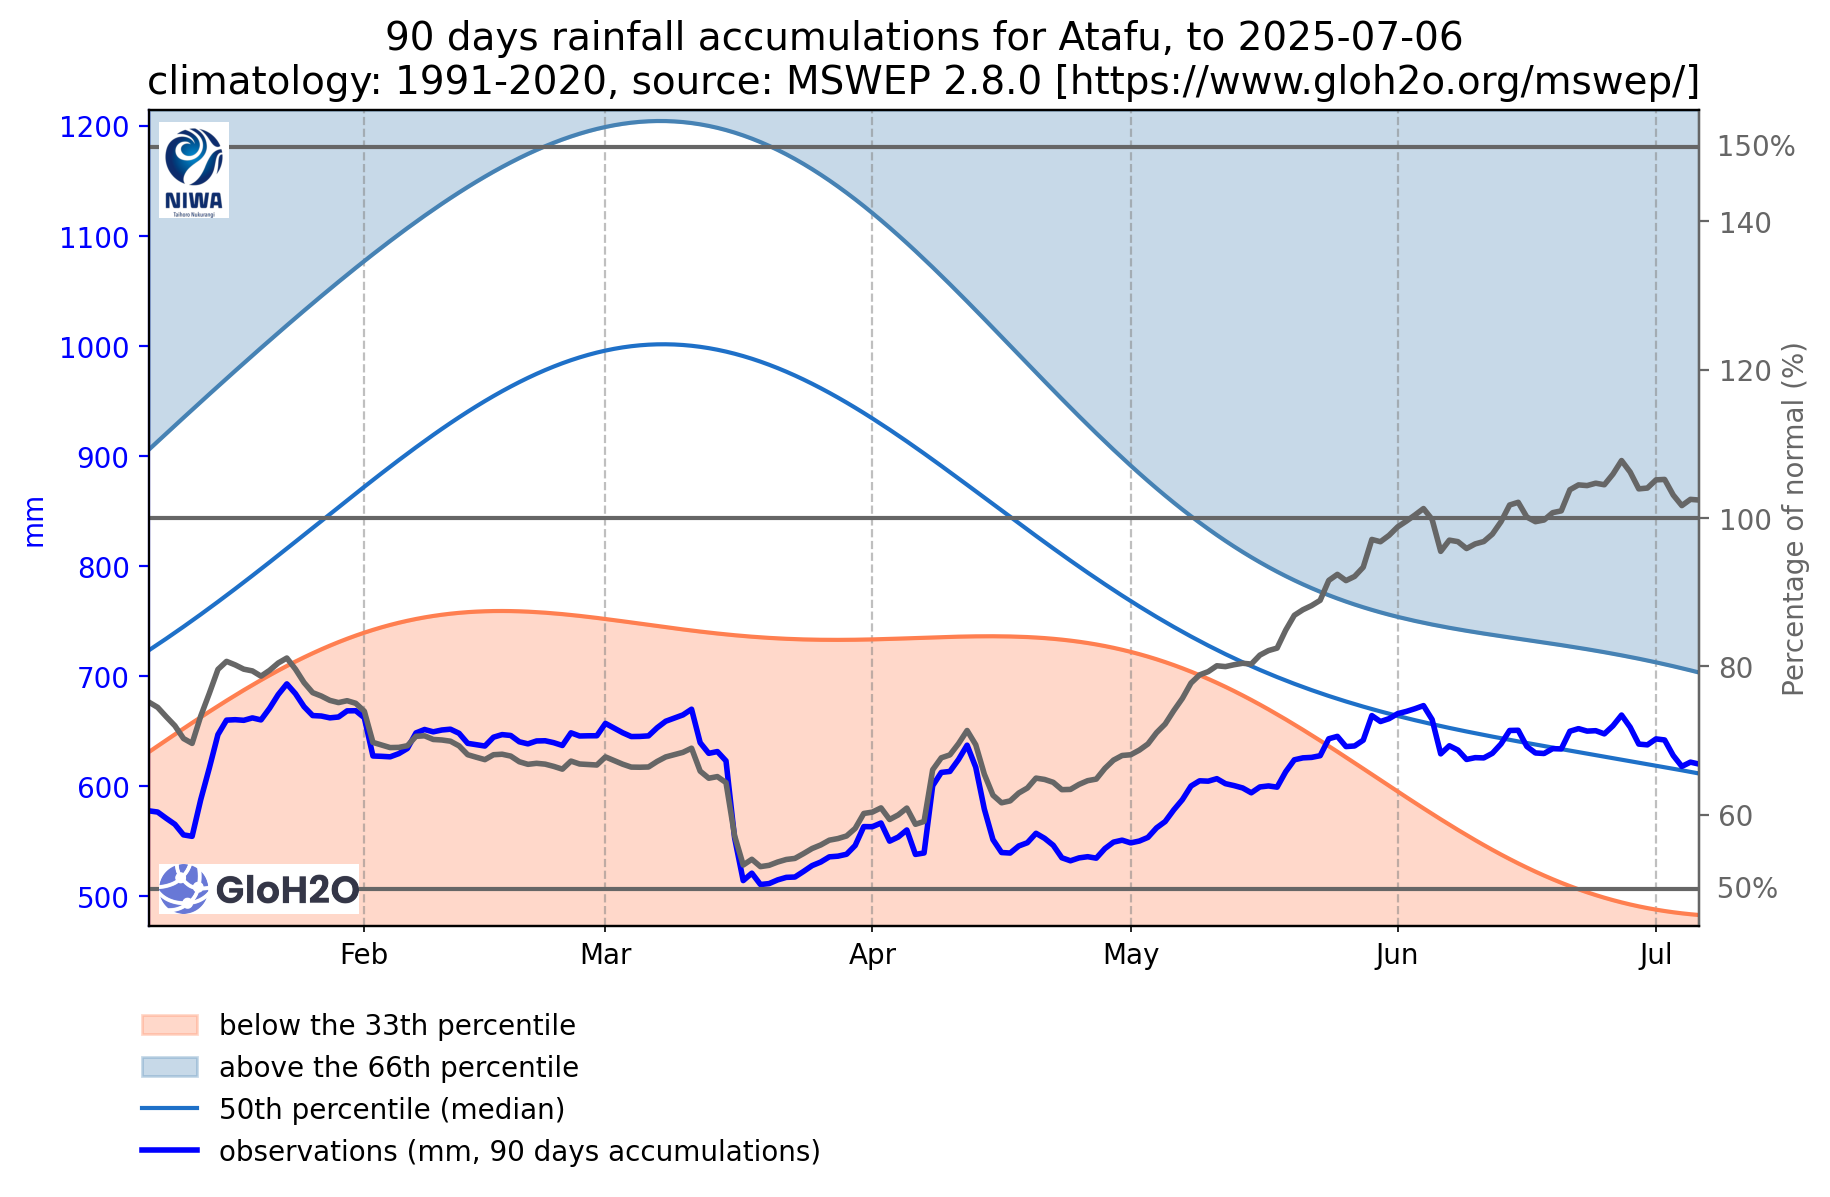 90 days rainfall accumulations for Atafu, to 2025-07-06
climatology: 1991-2020, source: MSWEP 2.8.0 [https://www.gloh2o.org/mswep/]
1200
1100
1000
900
800
700
600
500
mm
NIWA
Taihoro Nukurangi
GloH2O
150%
140
120
100
80
60
50%
Percentage of normal (%)
Feb
Mar
Apr
May
Jun
Jul
below the 33th percentile
above the 66th percentile
50th percentile (median)
observations (mm, 90 days accumulations)